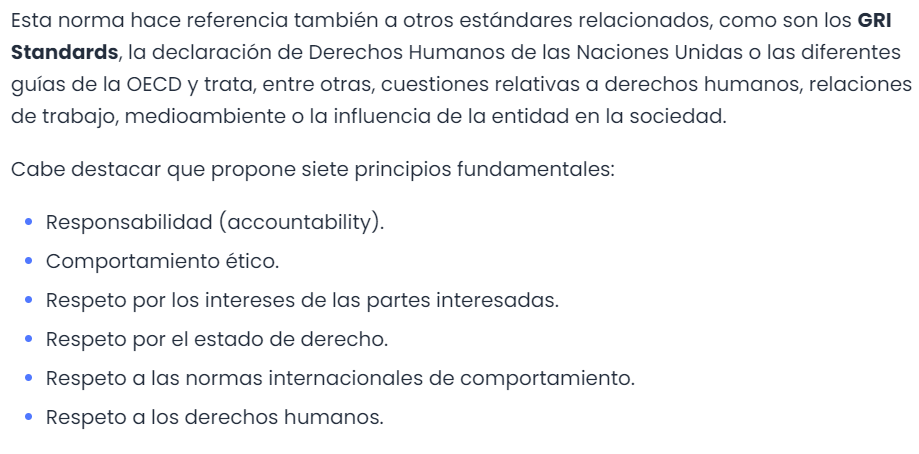 Esta norma hace referencia también a otros estándares relacionados, como son los GRI
Standards, la declaración de Derechos Humanos de las Naciones Unidas o las diferentes
guías de la OECD y trata, entre otras, cuestiones relativas a derechos humanos, relaciones
de trabajo, medioambiente o la influencia de la entidad en la sociedad.
Cabe destacar que propone siete principios fundamentales:
• Responsabilidad (accountability).
• Comportamiento ético.
• Respeto por los intereses de las partes interesadas.
• Respeto por el estado de derecho.
• Respeto a las normas internacionales de comportamiento.
• Respeto a los derechos humanos.